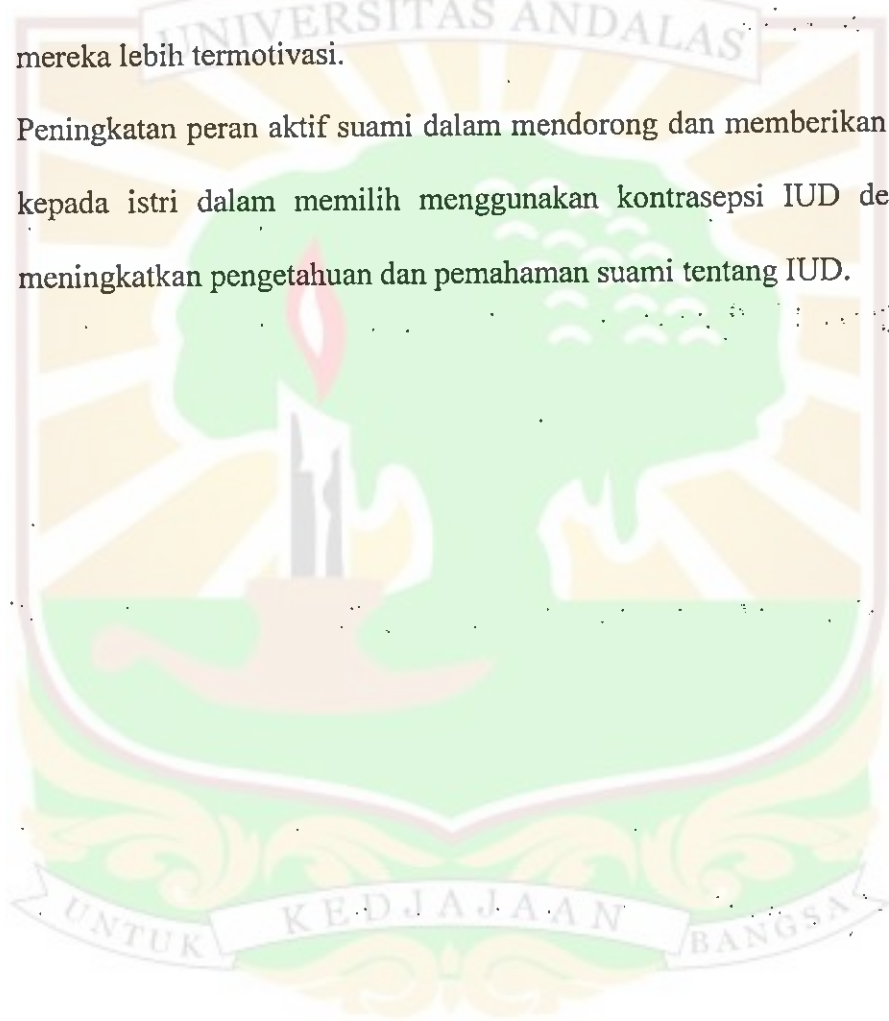 UNIVERSITAS ANDALAS
mereka lebih termotivasi.
Peningkatan peran aktif suami dalam mendorong dan memberikan
kepada istri dalam memilih menggunakan kontrasepsi IUD de
meningkatkan pengetahuan dan pemahaman suami tentang IUD.
UNTUK KEDJAJAAN BANGSA